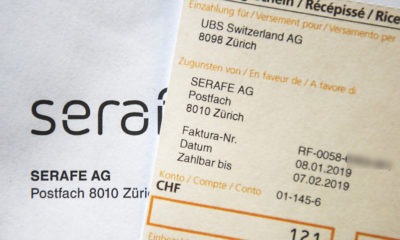 serafe
SERAFE AG
Postfach 8010 Züri
schein / Récépissé / Rice
Einzahlung für / Versement pour / Versamento per
UBS Switzerland AG
8098 Zürich
Zugunsten von / En faveur de / A favore di
SERAFE AG
Postfach
8010 Zürich
Faktura-Nr. RF-0058-
Datum 08.01.2019
Zahlbar bis 07.02.2019
Konto / Compte / Conto 01-145-6
CHF
121